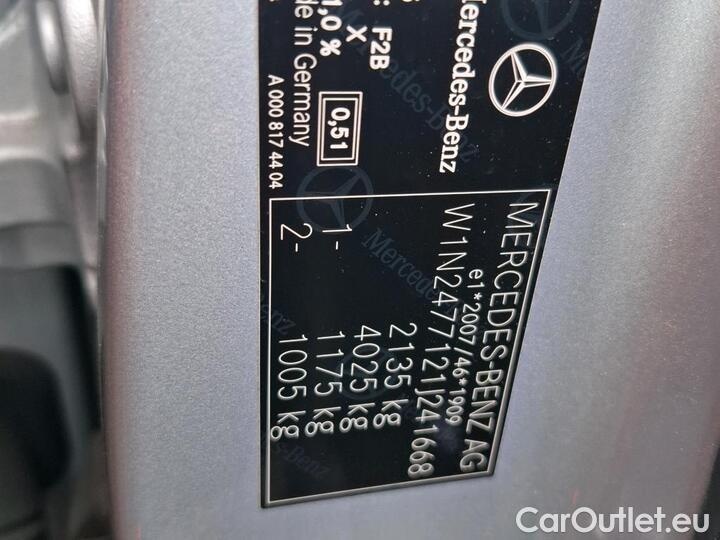 MERCEDES-BENZ AG
e1*2007/46*1909
W1N2477121J241668
2135 kg
4025 kg
1- 1175 kg
2- 1005 kg
Mercedes-Benz
F2B
X
1,0 %
de in Germany
0,51
A 000 817 44 04
CarOutlet.eu